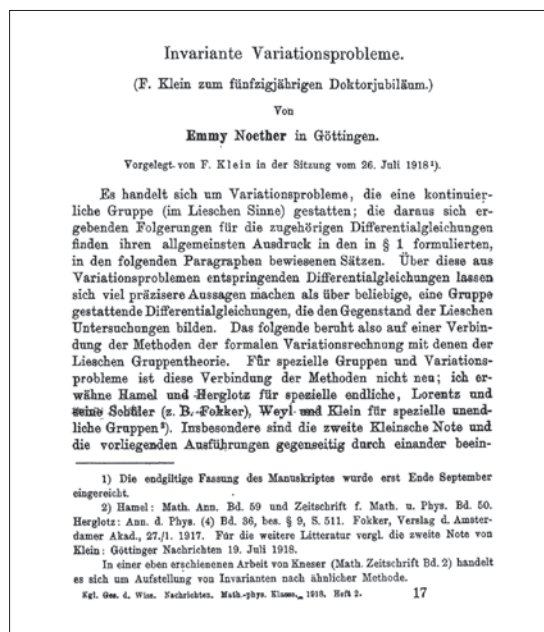 Invariante Variationsprobleme.
(F. Klein zum fünfzigjährigen Doktorjubiläum.)
Von
Emmy Noether in Göttingen.
Vorgelegt von F. Klein in der Sitzung vom 26. Juli 1918¹).
Es handelt sich um Variationsprobleme, die eine kontinuier-
liche Gruppe (im Lieschen Sinne) gestatten; die daraus sich er-
gebenden Folgerungen für die zugehörigen Differentialgleichungen
finden ihren allgemeinsten Ausdruck in den in § 1 formulierten,
in den folgenden Paragraphen bewiesenen Sätzen. Über diese aus
Variationsproblemen entspringenden Differentialgleichungen lassen
sich viel präzisere Aussagen machen als über beliebige, eine Gruppe
gestattende Differentialgleichungen, die den Gegenstand der Lieschen
Untersuchungen bilden. Das folgende beruht also auf einer Verbin-
dung der Methoden der formalen Variationsrechnung mit denen der
Lieschen Gruppentheorie. Für spezielle Gruppen und Variations-
probleme ist diese Verbindung der Methoden nicht neu; ich er-
wähne Hamel und Herglotz für spezielle endliche, Lorentz und
seine Schüler (z. B. Fokker), Weyl und Klein für spezielle unend-
liche Gruppen²). Insbesondere sind die zweite Kleinsche Note und
die vorliegenden Ausführungen gegenseitig durch einander beein-
1) Die endgiltige Fassung des Manuskriptes wurde erst Ende September
eingereicht.
2) Hamel: Math. Ann. Bd. 59 und Zeitschrift f. Math. u. Phys. Bd. 50.
Herglotz: Ann. d. Phys. (4) Bd. 36, bes. § 9, S. 511. Fokker, Verslag d. Amster-
damer Akad., 27./1. 1917. Für die weitere Litteratur vergl. die zweite Note von
Klein: Göttinger Nachrichten 19. Juli 1918.
In einer eben erschienenen Arbeit von Kneser (Math. Zeitschrift Bd. 2) handelt
es sich um Aufstellung von Invarianten nach ähnlicher Methode.
Kgl. Ges. d. Wiss. Nachrichten. Math.-phys. Klasse. 1918. Heft 2. 17